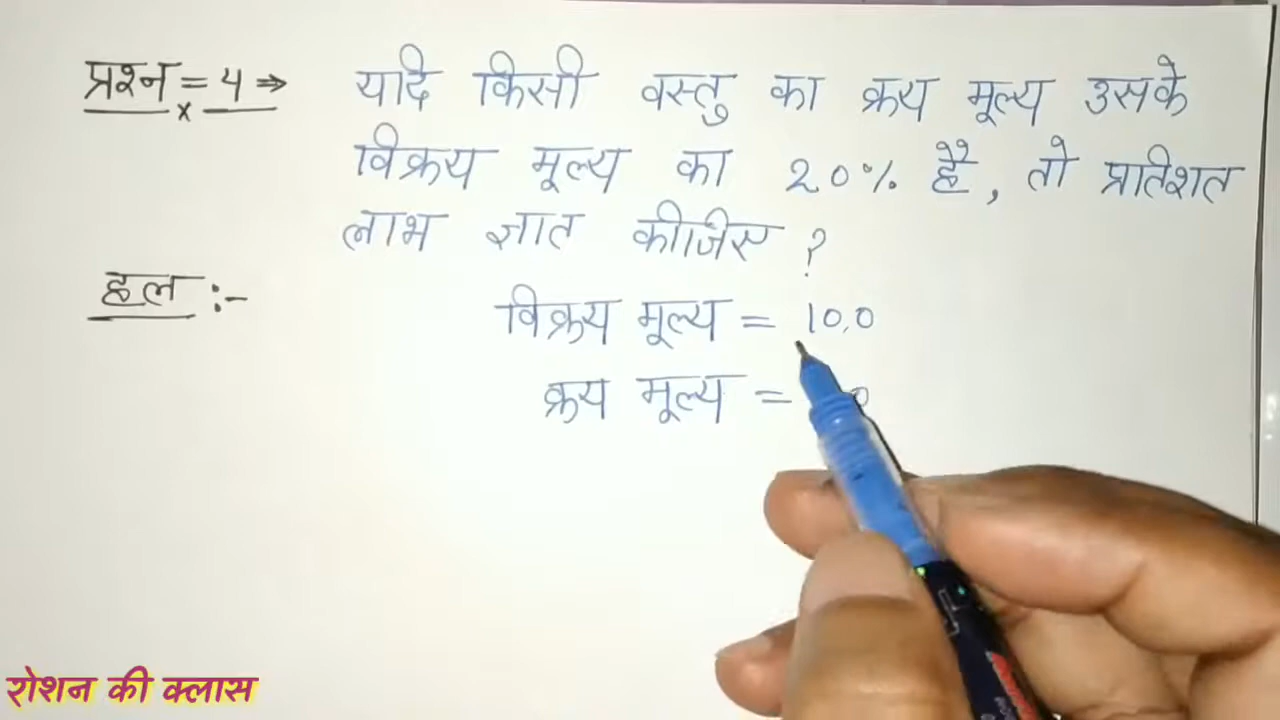 प्रश्न = 4 ⇒ यदि किसी वस्तु का क्रय मूल्य उसके
विक्रय मूल्य का 20% है, तो प्रतिशत
लाभ ज्ञात कीजिए ?
हल :-
विक्रय मूल्य = 100
क्रय मूल्य =
रोशन की क्लास